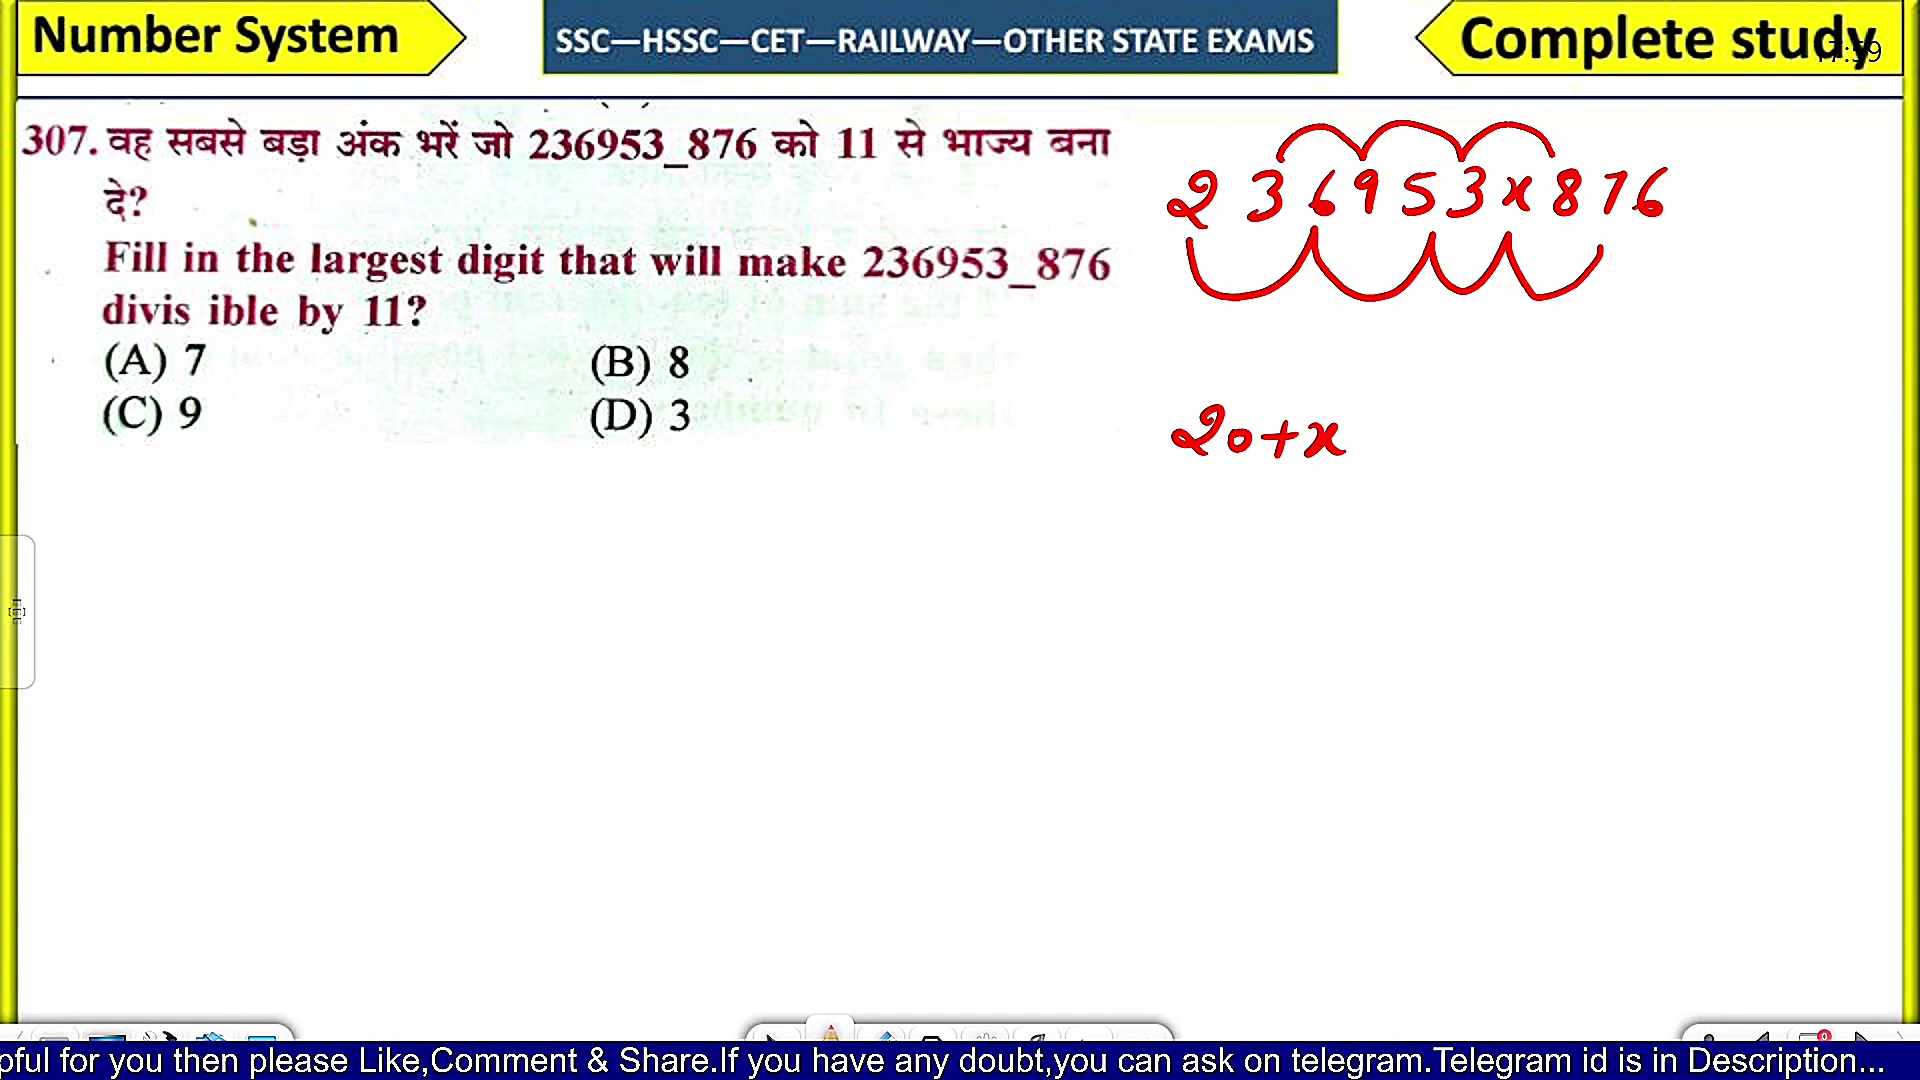 Number System
SSC—HSSC—CET—RAILWAY—OTHER STATE EXAMS
Complete study
17:59
307. वह सबसे बड़ा अंक भरें जो 236953_876 को 11 से भाज्य बना
दे?
Fill in the largest digit that will make 236953_876
divis ible by 11?
(A) 7 (B) 8
(C) 9 (D) 3
2 3 6 9 5 3 x 8 7 6
20+x
pful for you then please Like,Comment & Share.If you have any doubt,you can ask on telegram.Telegram id is in Description...